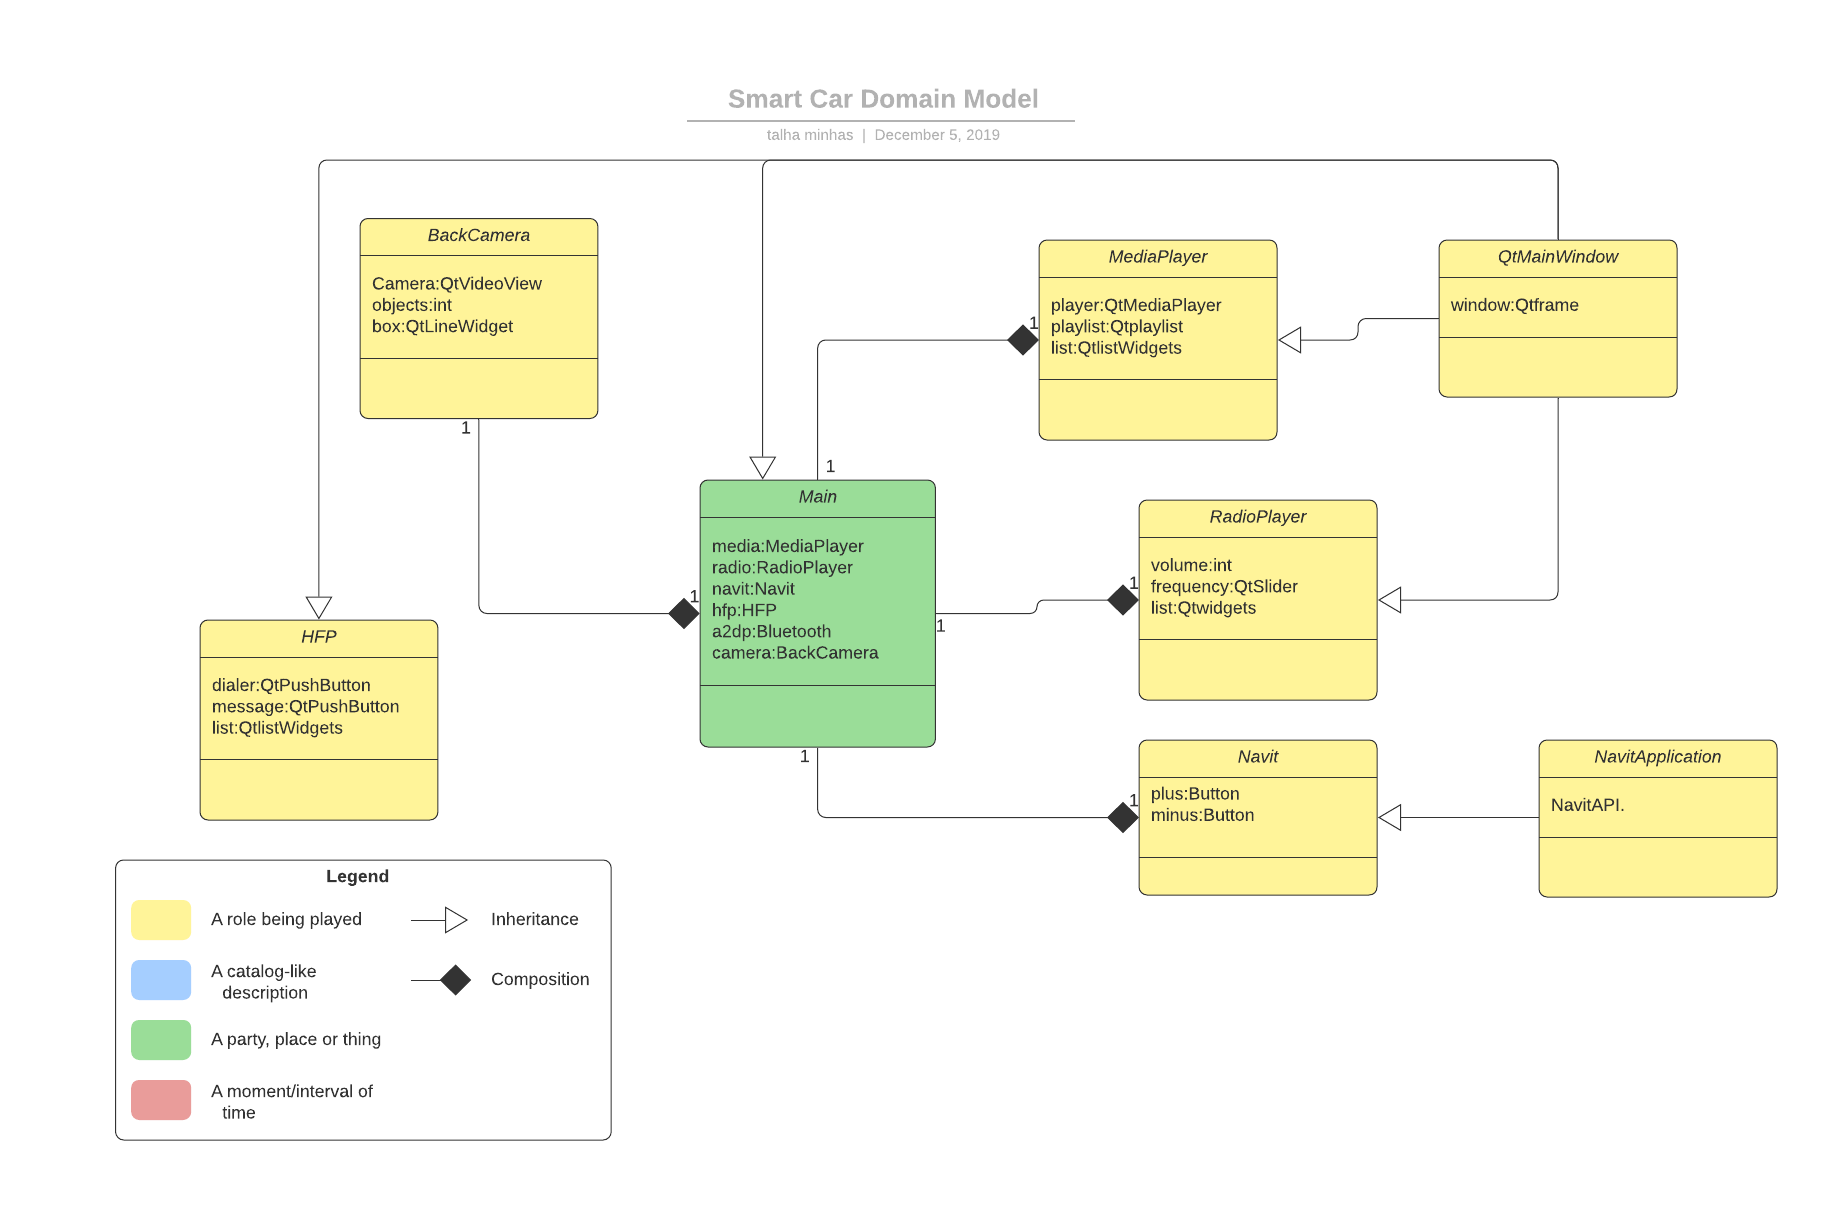 Smart Car Domain Model
talha minhas | December 5, 2019
BackCamera
Camera:QtVideoView
objects:int
box:QtLineWidget
1
MediaPlayer
player:QtMediaPlayer
playlist:Qtplaylist
list:QtlistWidgets
1
QtMainWindow
window:Qtframe
1
Main
media:MediaPlayer
radio:RadioPlayer
navit:Navit
hfp:HFP
a2dp:Bluetooth
camera:BackCamera
1
1
1
RadioPlayer
volume:int
frequency:QtSlider
list:Qtwidgets
1
HFP
dialer:QtPushButton
message:QtPushButton
list:QtlistWidgets
Navit
plus:Button
minus:Button
1
NavitApplication
NavitAPI.
Legend
A role being played
Inheritance
A catalog-like
description
Composition
A party, place or thing
A moment/interval of
time